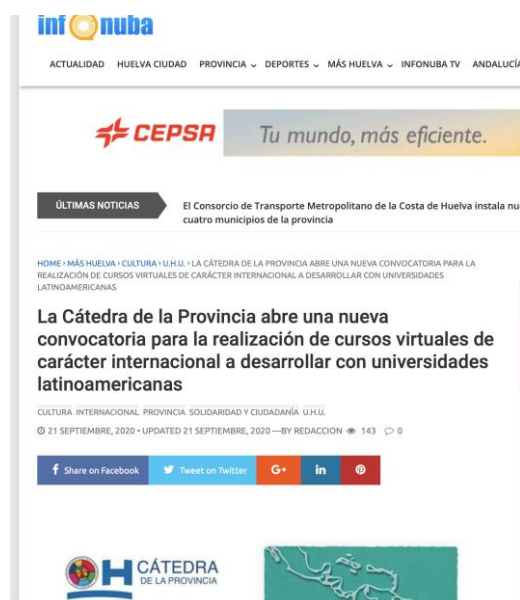 infonuba
ACTUALIDAD HUELVA CIUDAD PROVINCIA DEPORTES MÁS HUELVA INFONUBA TV ANDALUCÍA
CEPSA Tu mundo, más eficiente.
ÚLTIMAS NOTICIAS El Consorcio de Transporte Metropolitano de la Costa de Huelva instala nu
cuatro municipios de la provincia
HOME › MÁS HUELVA › CULTURA › U.H.U. › LA CÁTEDRA DE LA PROVINCIA ABRE UNA NUEVA CONVOCATORIA PARA LA
REALIZACIÓN DE CURSOS VIRTUALES DE CARÁCTER INTERNACIONAL A DESARROLLAR CON UNIVERSIDADES
LATINOAMERICANAS
La Cátedra de la Provincia abre una nueva
convocatoria para la realización de cursos virtuales de
carácter internacional a desarrollar con universidades
latinoamericanas
CULTURA INTERNACIONAL PROVINCIA SOLIDARIDAD Y CIUDADANÍA U.H.U.
21 SEPTIEMBRE, 2020 • UPDATED 21 SEPTIEMBRE, 2020 —BY REDACCION 143 0
f Share on Facebook Tweet on Twitter G+ in
CÁTEDRA
DE LA PROVINCIA